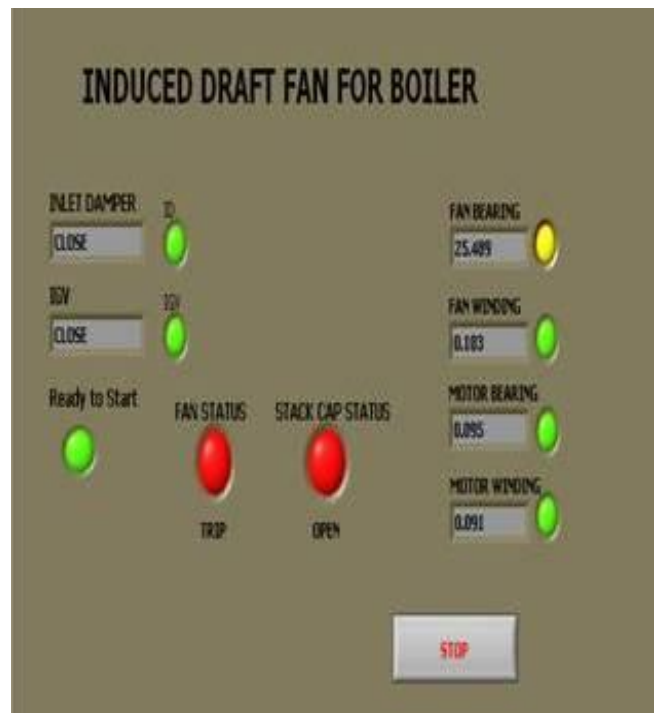 INDUCED DRAFT FAN FOR BOILER
INLET DAMPER
ID
CLOSE
IGV
IGV
CLOSE
Ready to Start
FAN STATUS
TRIP
STACK CAP STATUS
OPEN
FAN BEARING
25.489
FAN WINDING
0.183
MOTOR BEARING
0.095
MOTOR WINDING
0.091
STOP